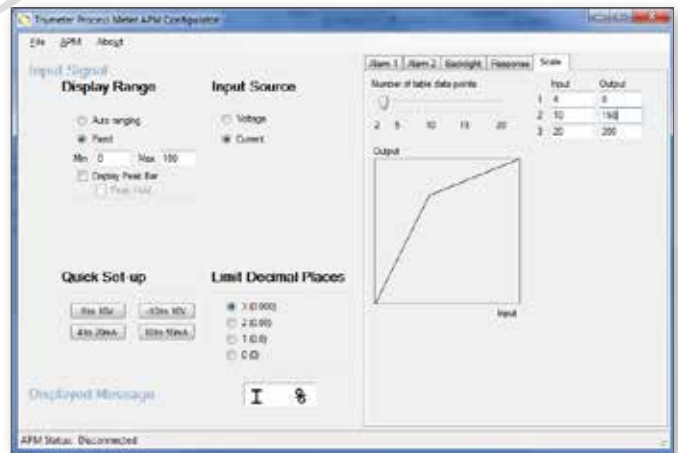 Trumeter Process Meter APM Configurator
File APM About
Input Signal
Display Range
Auto ranging
Fixed
Min 0 Max 100
Display Peak Bar
Peak Hold
Input Source
Voltage
Current
Quick Set-up
0 to 10V -10 to 10V
4 to 20mA 10 to 50mA
Limit Decimal Places
3 (0.000)
2 (0.00)
1 (0.0)
0 (0)
Displayed Message
I %
Alarm 1 Alarm 2 Backlight Response Scale
Number of table data points
2 5 10 15 20
Input Output
1 4 0
2 10 150
3 20 200
Output
Input
APM Status: Disconnected